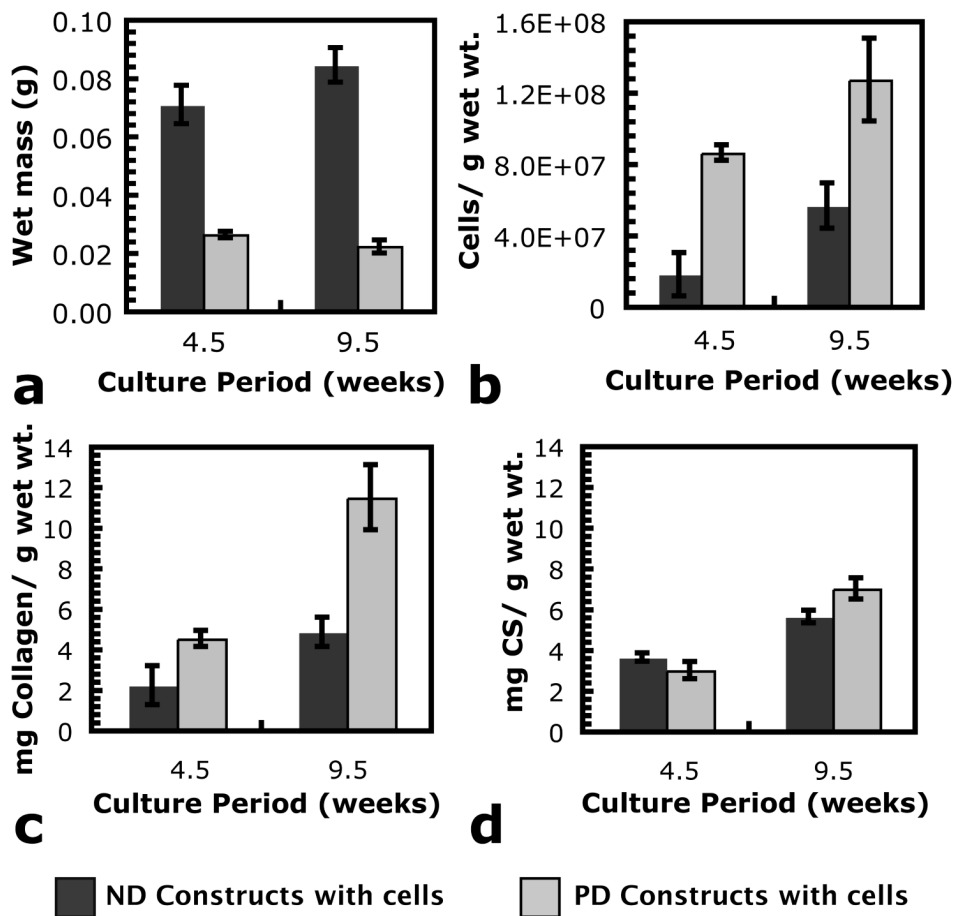 Wet mass (g)
0.10
0.08
0.06
0.04
0.02
0.00
4.5 9.5
Culture Period (weeks)
a
Cells/ g wet wt.
1.6E+08
1.2E+08
8.0E+07
4.0E+07
0
4.5 9.5
Culture Period (weeks)
b
mg Collagen/ g wet wt.
14
12
10
8
6
4
2
0
4.5 9.5
Culture Period (weeks)
c
mg CS/ g wet wt.
14
12
10
8
6
4
2
0
4.5 9.5
Culture Period (weeks)
d
ND Constructs with cells
PD Constructs with cells